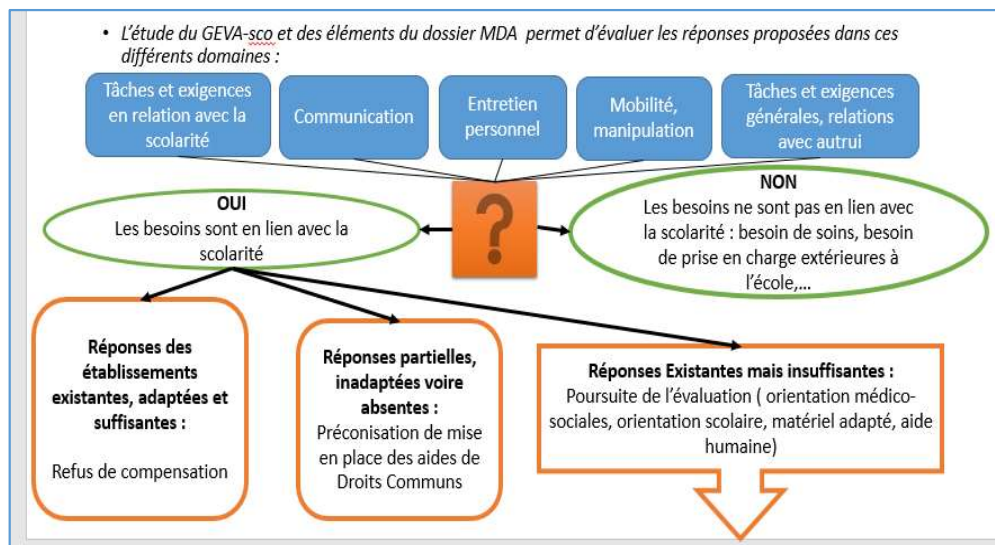 • L'étude du GEVA-sco et des éléments du dossier MDA permet d'évaluer les réponses proposées dans ces
différents domaines :
Tâches et exigences
en relation avec la
scolarité
Communication
Entretien
personnel
Mobilité,
manipulation
Tâches et exigences
générales, relations
avec autrui
?
OUI
Les besoins sont en lien avec la
scolarité
NON
Les besoins ne sont pas en lien avec
la scolarité : besoin de soins, besoin
de prise en charge extérieures à
l'école,...
Réponses des
établissements
existantes, adaptées et
suffisantes :
Refus de compensation
Réponses partielles,
inadaptées voire
absentes :
Préconisation de mise
en place des aides de
Droits Communs
Réponses Existantes mais insuffisantes :
Poursuite de l'évaluation ( orientation médico-
sociales, orientation scolaire, matériel adapté, aide
humaine)